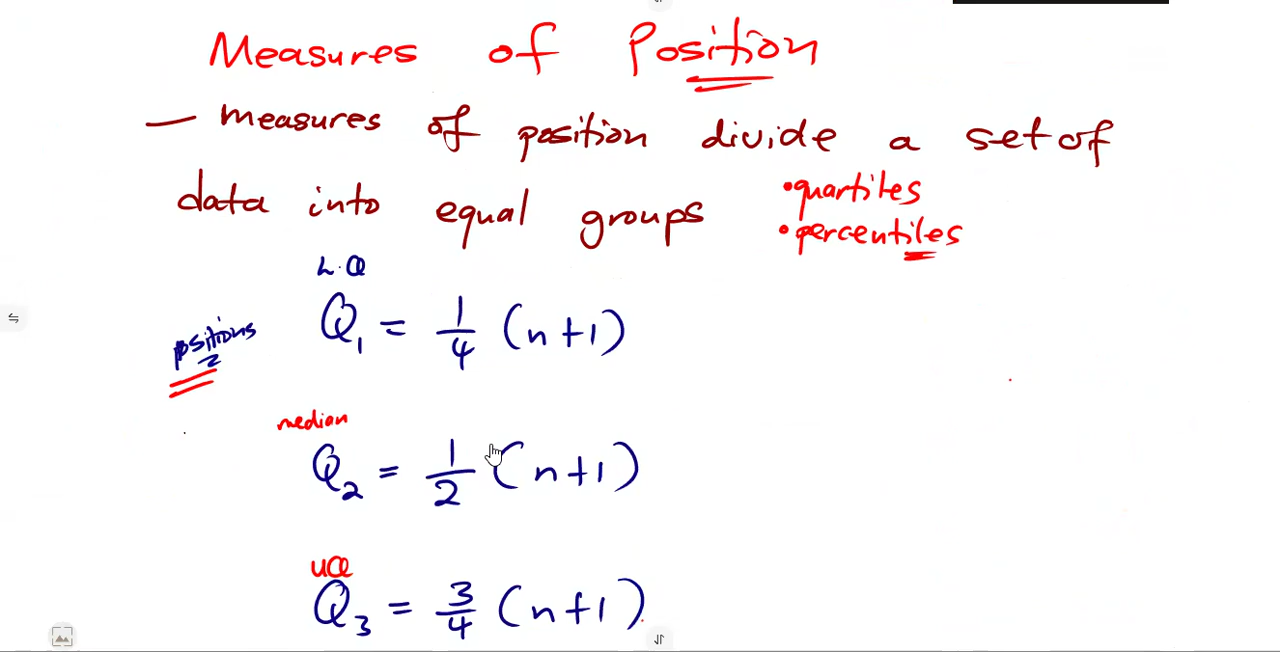 Measures of Position
— measures of position divide a set of
data into equal groups
• quartiles
• percentiles
L.Q
Q₁ = 1/4 (n+1)
positions
median
Q₂ = 1/2 (n+1)
UQ
Q₃ = 3/4 (n+1)